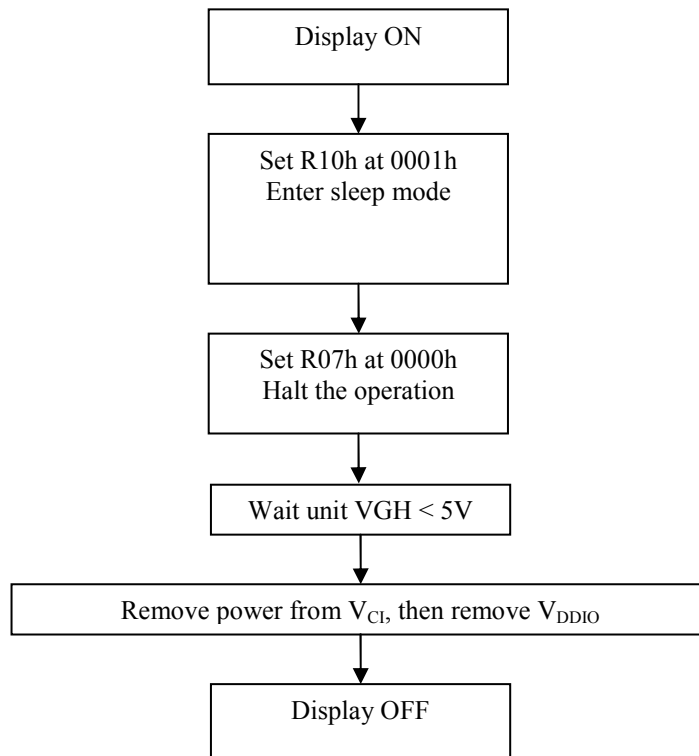 Display ON
Set R10h at 0001h
Enter sleep mode
Set R07h at 0000h
Halt the operation
Wait unit VGH < 5V
Remove power from VCI, then remove VDDIO
Display OFF